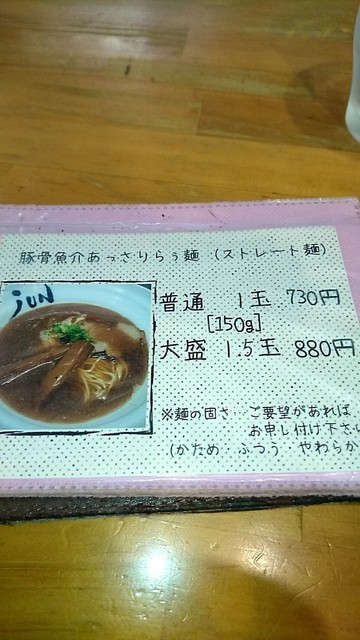 豚骨魚介あっさりらぅ麺 (ストレート麺)
jUN
普通 1玉 730円
[150g]
大盛 1.5玉 880円
※麺の固さ ご要望があれば
お申し付け下さい
(かため・ふつう やわらか